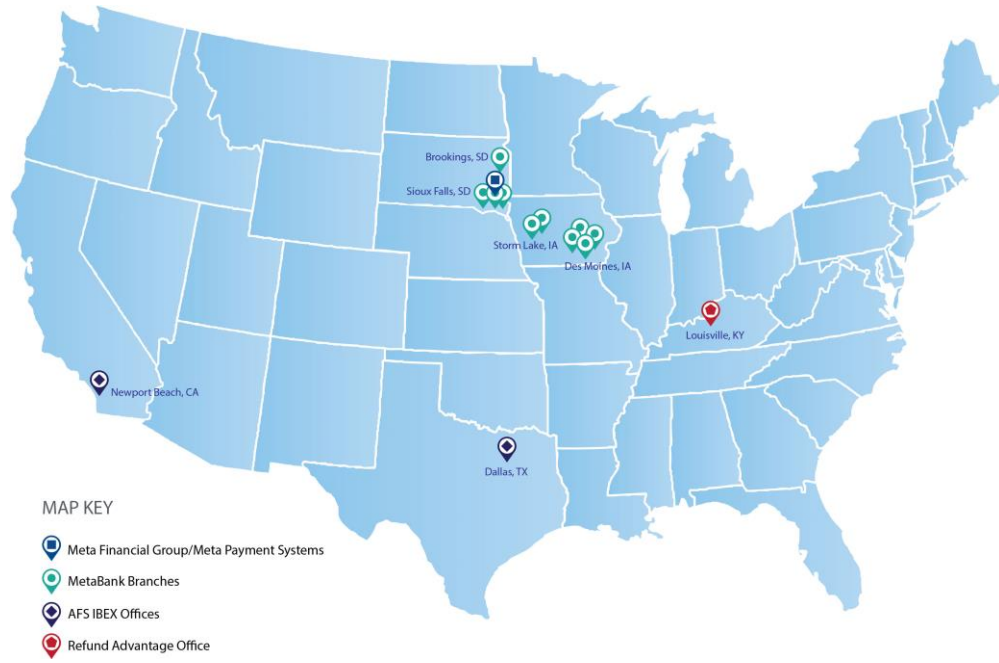 Brookings, SD
Sioux Falls, SD
Storm Lake, IA
Des Moines, IA
Louisville, KY
Newport Beach, CA
Dallas, TX
MAP KEY
Meta Financial Group/Meta Payment Systems
MetaBank Branches
AFS IBEX Offices
Refund Advantage Office